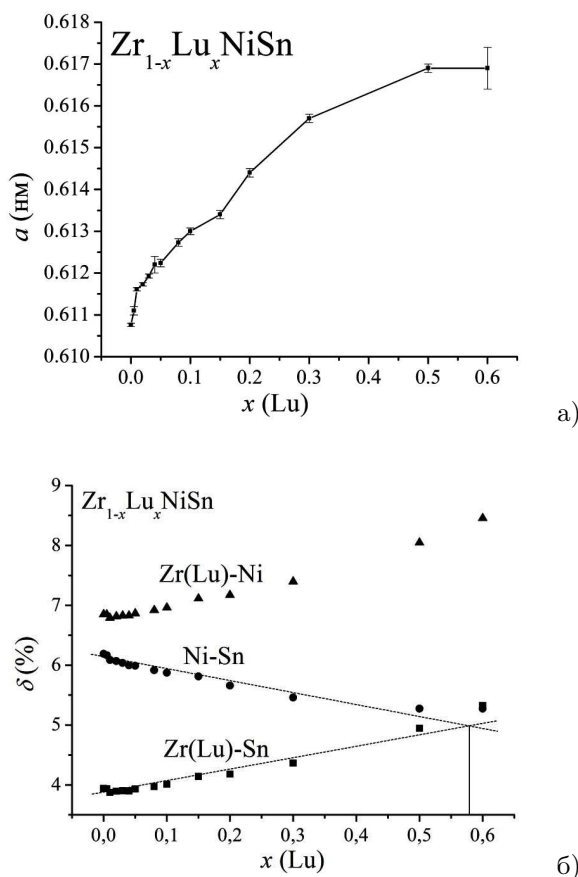 Zr1-xLuxNiSn
0.618
0.617
0.616
0.615
0.614
0.613
0.612
0.611
0.610
a (нм)
0.0 0.1 0.2 0.3 0.4 0.5 0.6
x (Lu)
а)
9
8
7
6
5
4
δ (%)
Zr1-xLuxNiSn
Zr(Lu)-Ni
Ni-Sn
Zr(Lu)-Sn
0,0 0,1 0,2 0,3 0,4 0,5 0,6
x (Lu)
б)